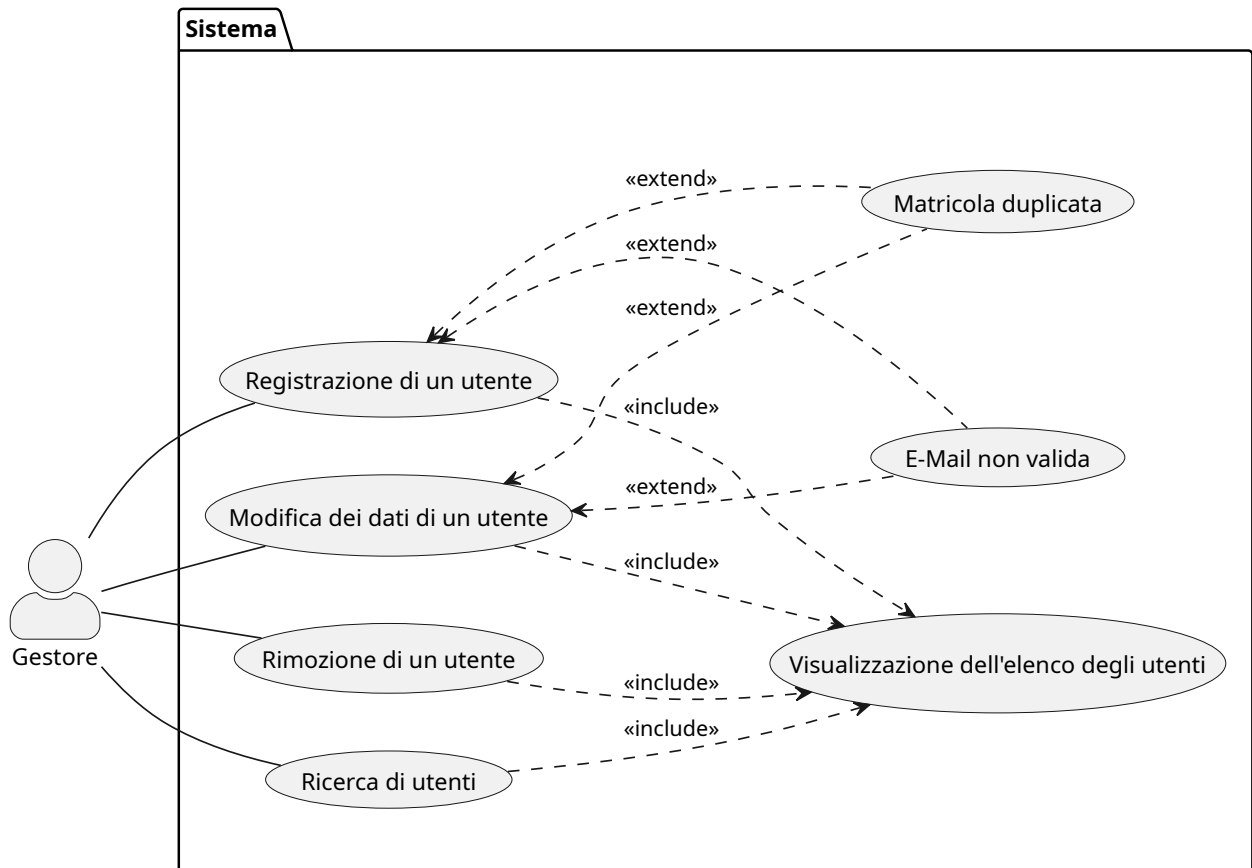 Sistema
«extend»
Matricola duplicata
«extend»
«extend»
Registrazione di un utente
«include»
E-Mail non valida
«extend»
Modifica dei dati di un utente
«include»
Gestore
Rimozione di un utente
Visualizzazione dell'elenco degli utenti
«include»
«include»
Ricerca di utenti